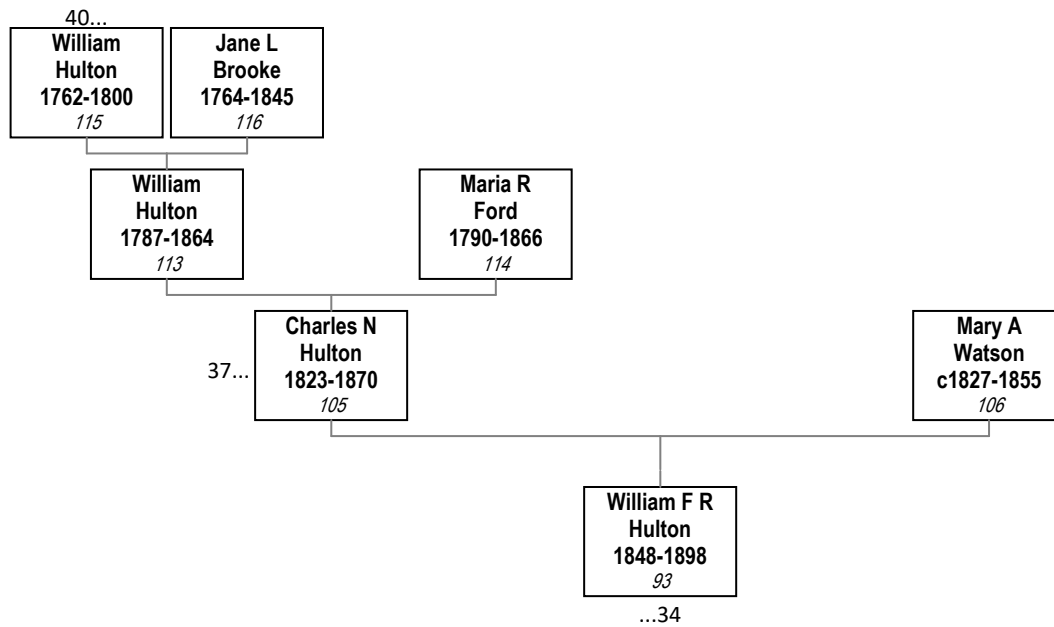 40...
William
Hulton
1762-1800
115
Jane L
Brooke
1764-1845
116
William
Hulton
1787-1864
113
Maria R
Ford
1790-1866
114
37...
Charles N
Hulton
1823-1870
105
Mary A
Watson
c1827-1855
106
William F R
Hulton
1848-1898
93
...34